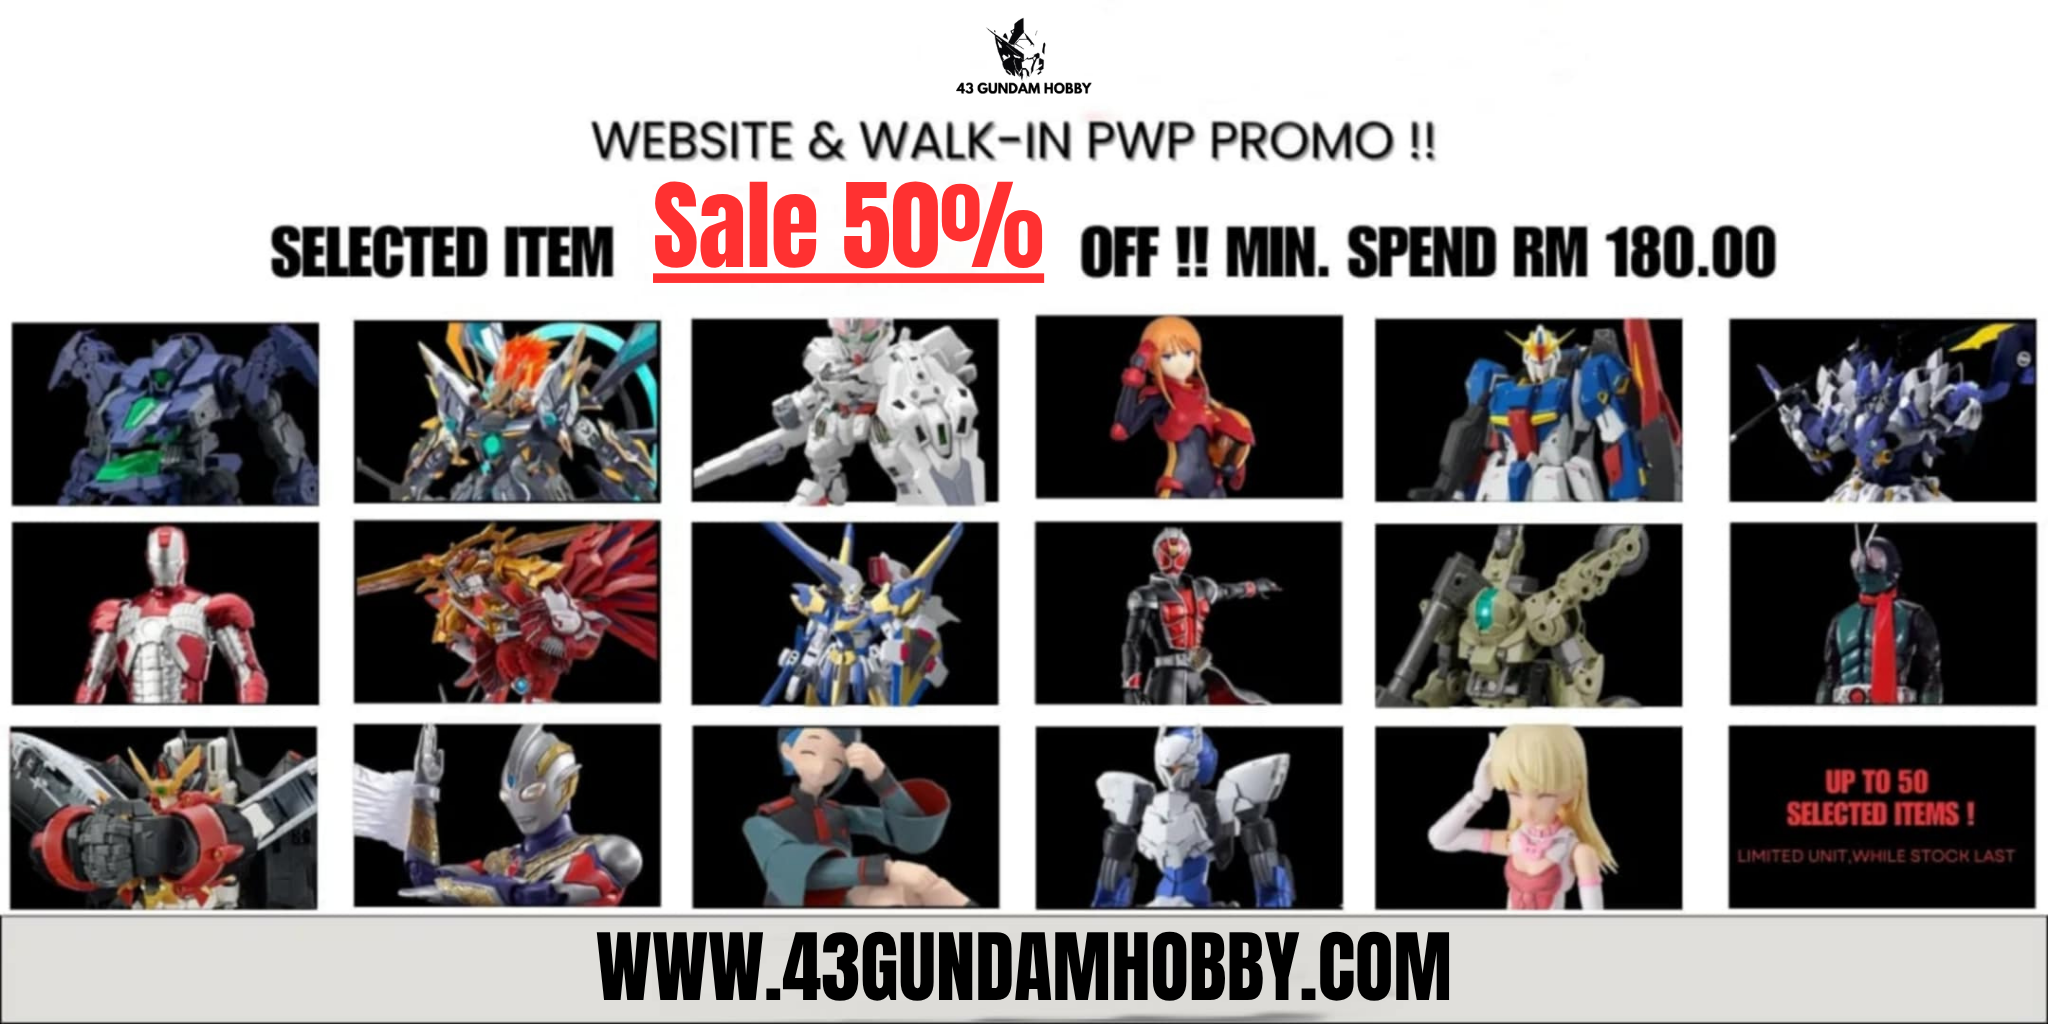 43 GUNDAM HOBBY
WEBSITE & WALK-IN PWP PROMO !!
SELECTED ITEM Sale 50% OFF !! MIN. SPEND RM 180.00
UP TO 50
SELECTED ITEMS !
LIMITED UNIT,WHILE STOCK LAST
WWW.43GUNDAMHOBBY.COM